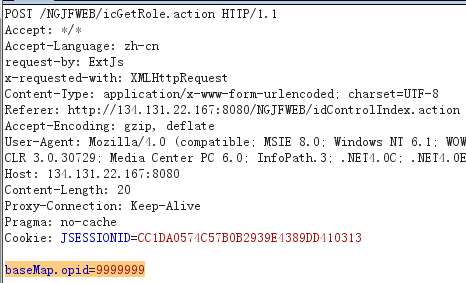 POST /NGJFWEB/icGetRole.action HTTP/1.1
Accept: */*
Accept-Language: zh-cn
request-by: ExtJs
x-requested-with: XMLHttpRequest
Content-Type: application/x-www-form-urlencoded; charset=UTF-8
Referer: http://134.131.22.167:8080/NGJFWEB/idControlIndex.action
Accept-Encoding: gzip, deflate
User-Agent: Mozilla/4.0 (compatible; MSIE 8.0; Windows NT 6.1; WOW
CLR 3.0.30729; Media Center PC 6.0; InfoPath.3; .NET4.0C; .NET4.0E
Host: 134.131.22.167:8080
Content-Length: 20
Proxy-Connection: Keep-Alive
Pragma: no-cache
Cookie: JSESSIONID=CC1DA0574C57B0B2939E4389DD410313
baseMap.opid=9999999